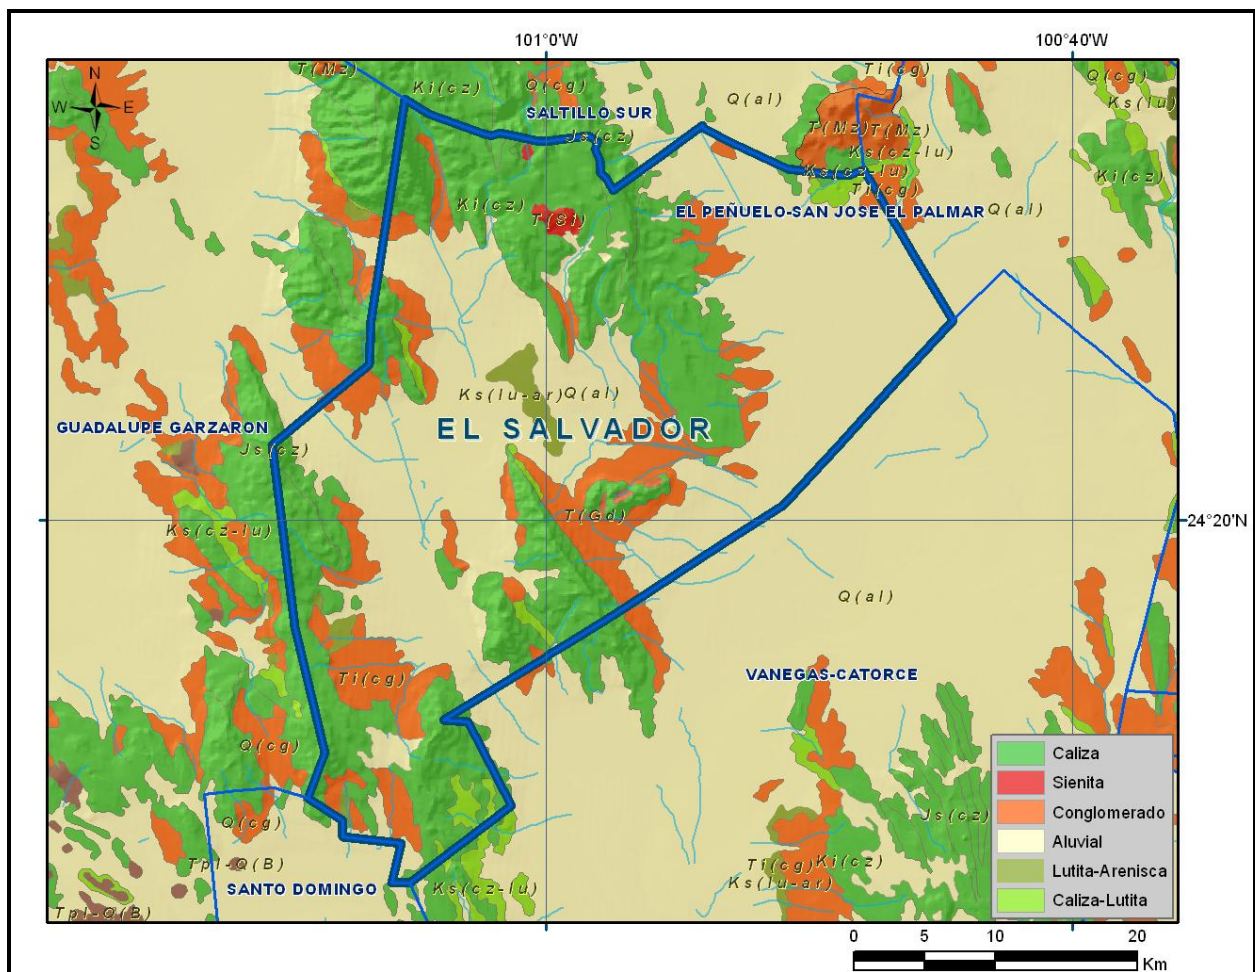 101°0'W
100°40'W
N
W E
S
T(Mz)
Ki(cz)
Q(cg)
Ti(cg)
Q(cg)
Q(al)
Ks(lu)
SALTILLO SUR
Js(cz)
T(Mz)
T(Mz)
Ks(cz-lu)
Ks(cz-lu)
Ki(cz)
Ti(cg)
Ki(cz)
T(Si)
EL PEÑUELO-SAN JOSE EL PALMAR
Q(al)
Ks(lu-ar)
Q(al)
GUADALUPE GARZARON
EL SALVADOR
Js(cz)
T(Gd)
Ks(cz-lu)
24°20'N
Q(al)
Ti(cg)
VANEGAS-CATORCE
Q(cg)
Caliza
Sienita
Conglomerado
Aluvial
Lutita-Arenisca
Caliza-Lutita
Q(cg)
Js(cz)
Tpl-Q(B)
Ti(cg)
Ki(cz)
SANTO DOMINGO
Ks(cz-lu)
Ks(lu-ar)
Tpl-Q(B)
0 5 10 20
Km